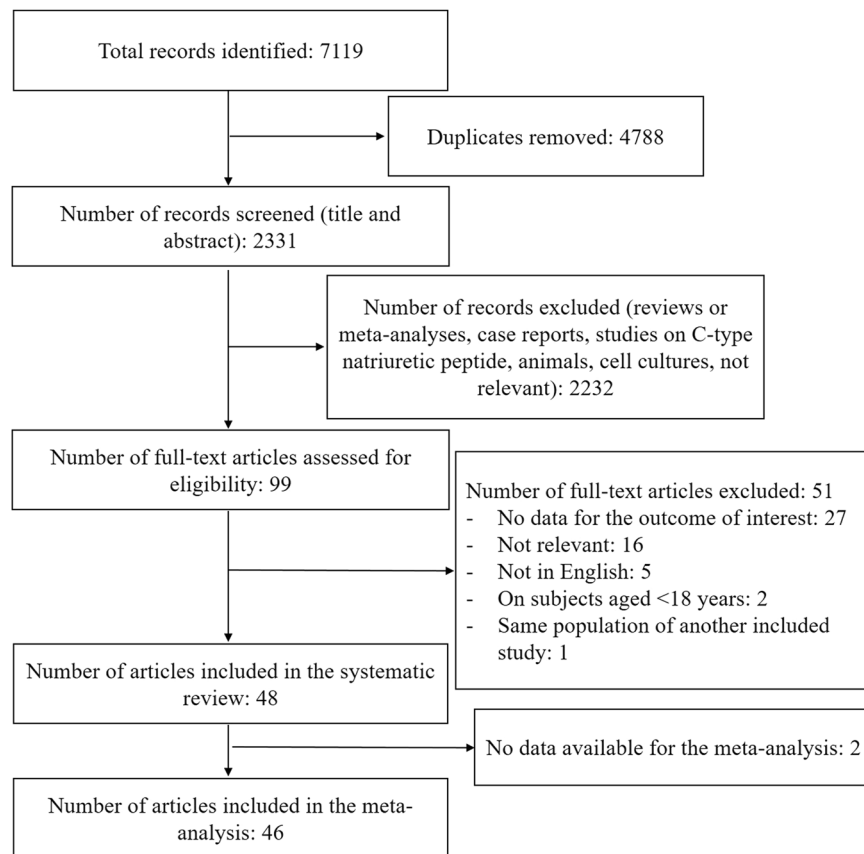 Total records identified: 7119
Duplicates removed: 4788
Number of records screened (title and
abstract): 2331
Number of records excluded (reviews or
meta-analyses, case reports, studies on C-type
natriuretic peptide, animals, cell cultures, not
relevant): 2232
Number of full-text articles assessed for
eligibility: 99
Number of full-text articles excluded: 51
- No data for the outcome of interest: 27
- Not relevant: 16
- Not in English: 5
- On subjects aged <18 years: 2
- Same population of another included
study: 1
Number of articles included in the systematic
review: 48
No data available for the meta-analysis: 2
Number of articles included in the meta-
analysis: 46